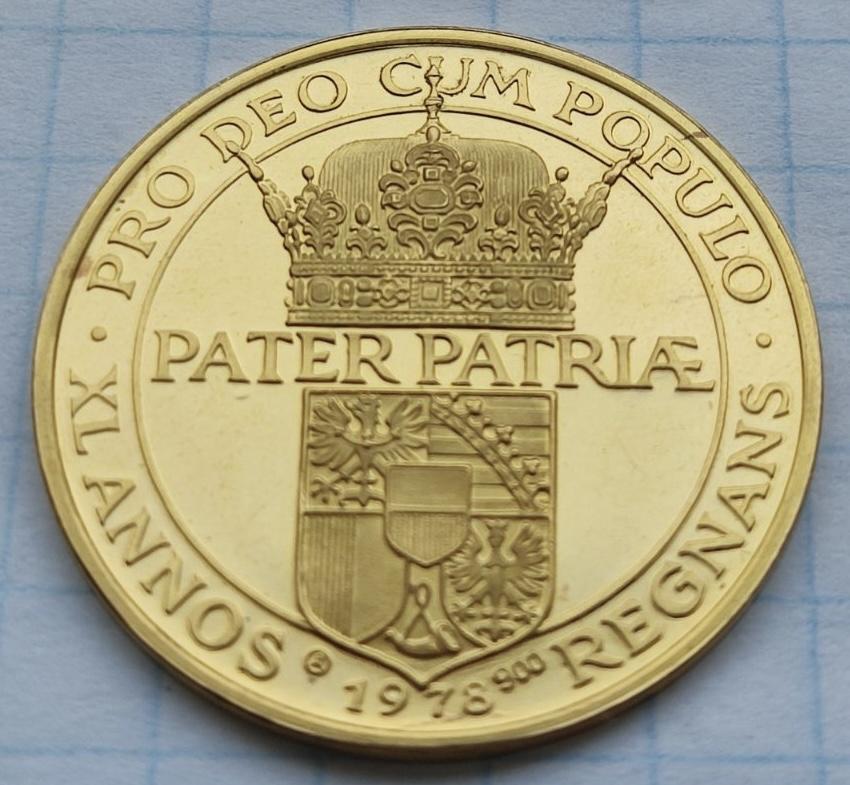 · PRO DEO CUM POPULO ·
PATER PATRIÆ
XL ANNOS REGNANS
1978 900